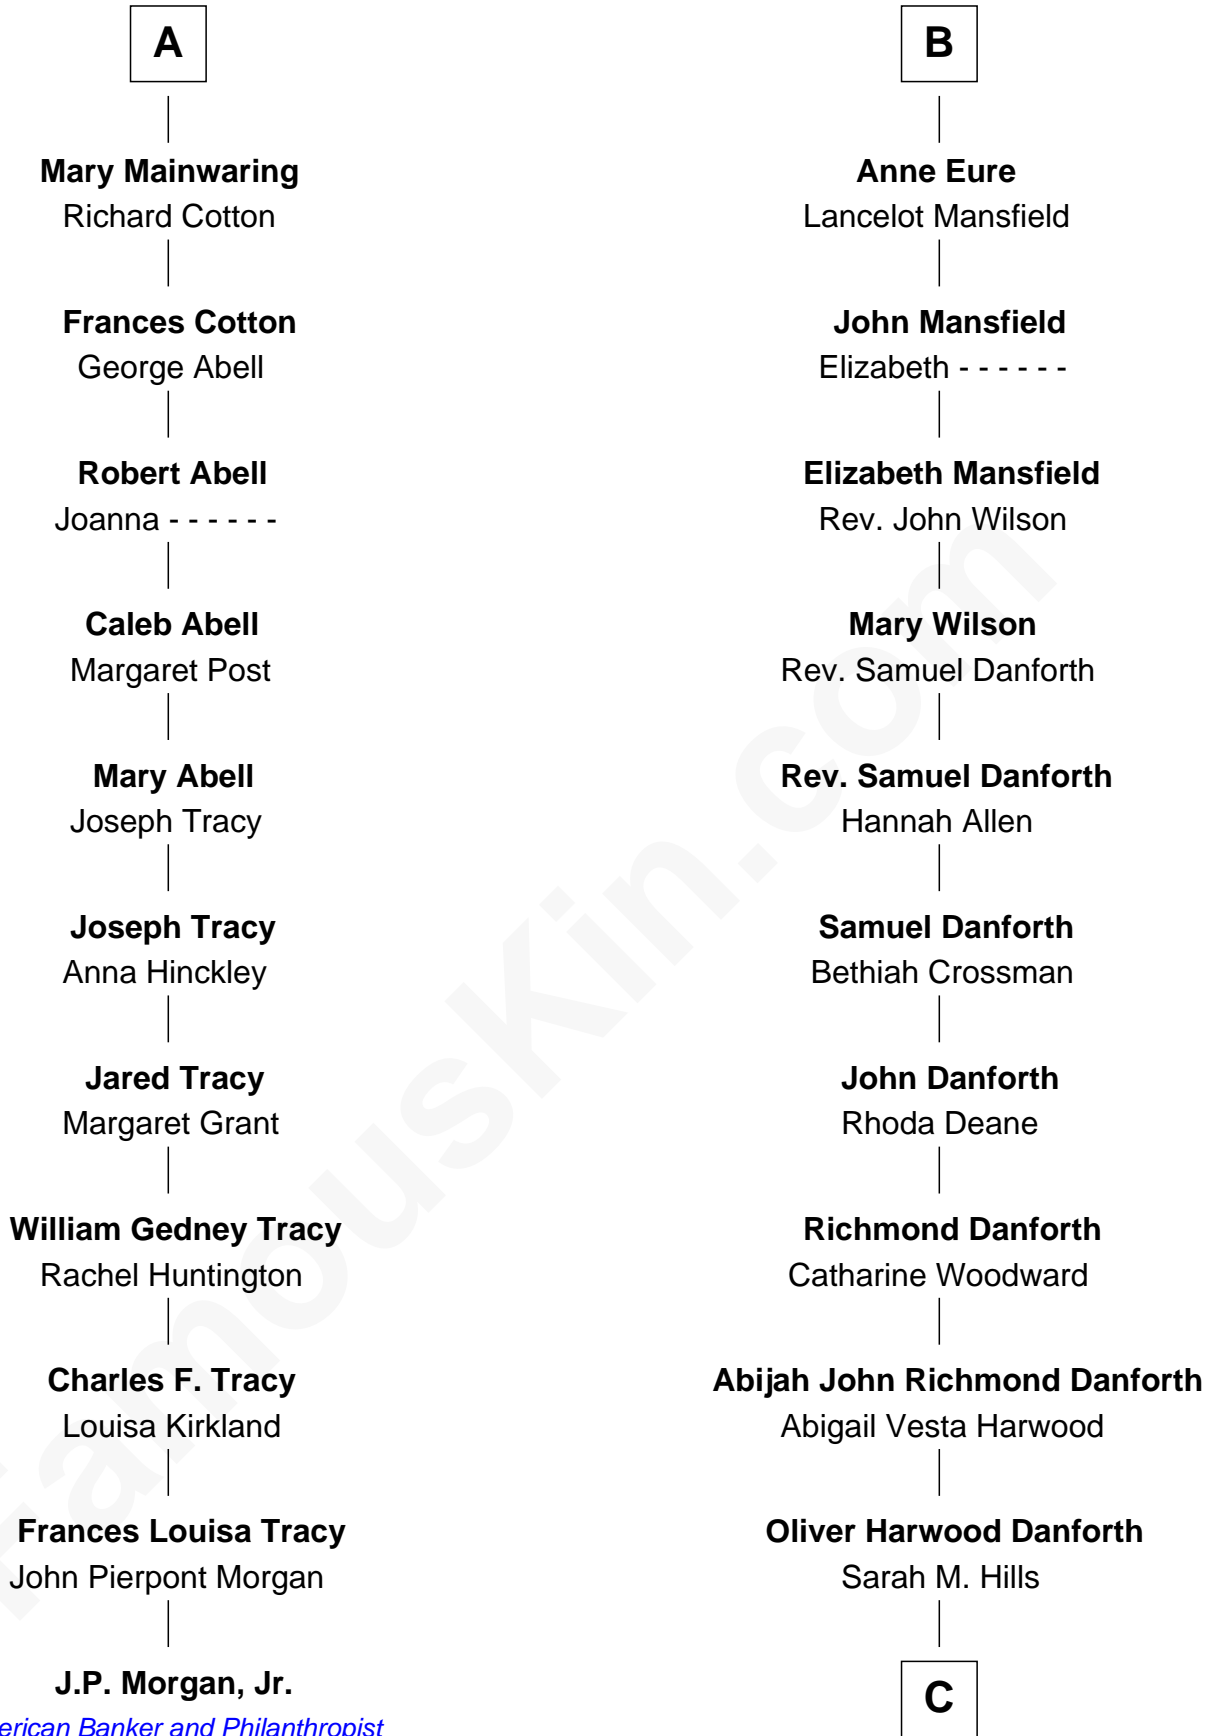 A
Mary Mainwaring
Richard Cotton
Frances Cotton
George Abell
Robert Abell
Joanna - - - - - -
Caleb Abell
Margaret Post
Mary Abell
Joseph Tracy
Joseph Tracy
Anna Hinckley
Jared Tracy
Margaret Grant
William Gedney Tracy
Rachel Huntington
Charles F. Tracy
Louisa Kirkland
Frances Louisa Tracy
John Pierpont Morgan
J.P. Morgan, Jr.
erican Banker and Philanthropist
B
Anne Eure
Lancelot Mansfield
John Mansfield
Elizabeth - - - - - -
Elizabeth Mansfield
Rev. John Wilson
Mary Wilson
Rev. Samuel Danforth
Rev. Samuel Danforth
Hannah Allen
Samuel Danforth
Bethiah Crossman
John Danforth
Rhoda Deane
Richmond Danforth
Catharine Woodward
Abijah John Richmond Danforth
Abigail Vesta Harwood
Oliver Harwood Danforth
Sarah M. Hills
C
FamousKin.com